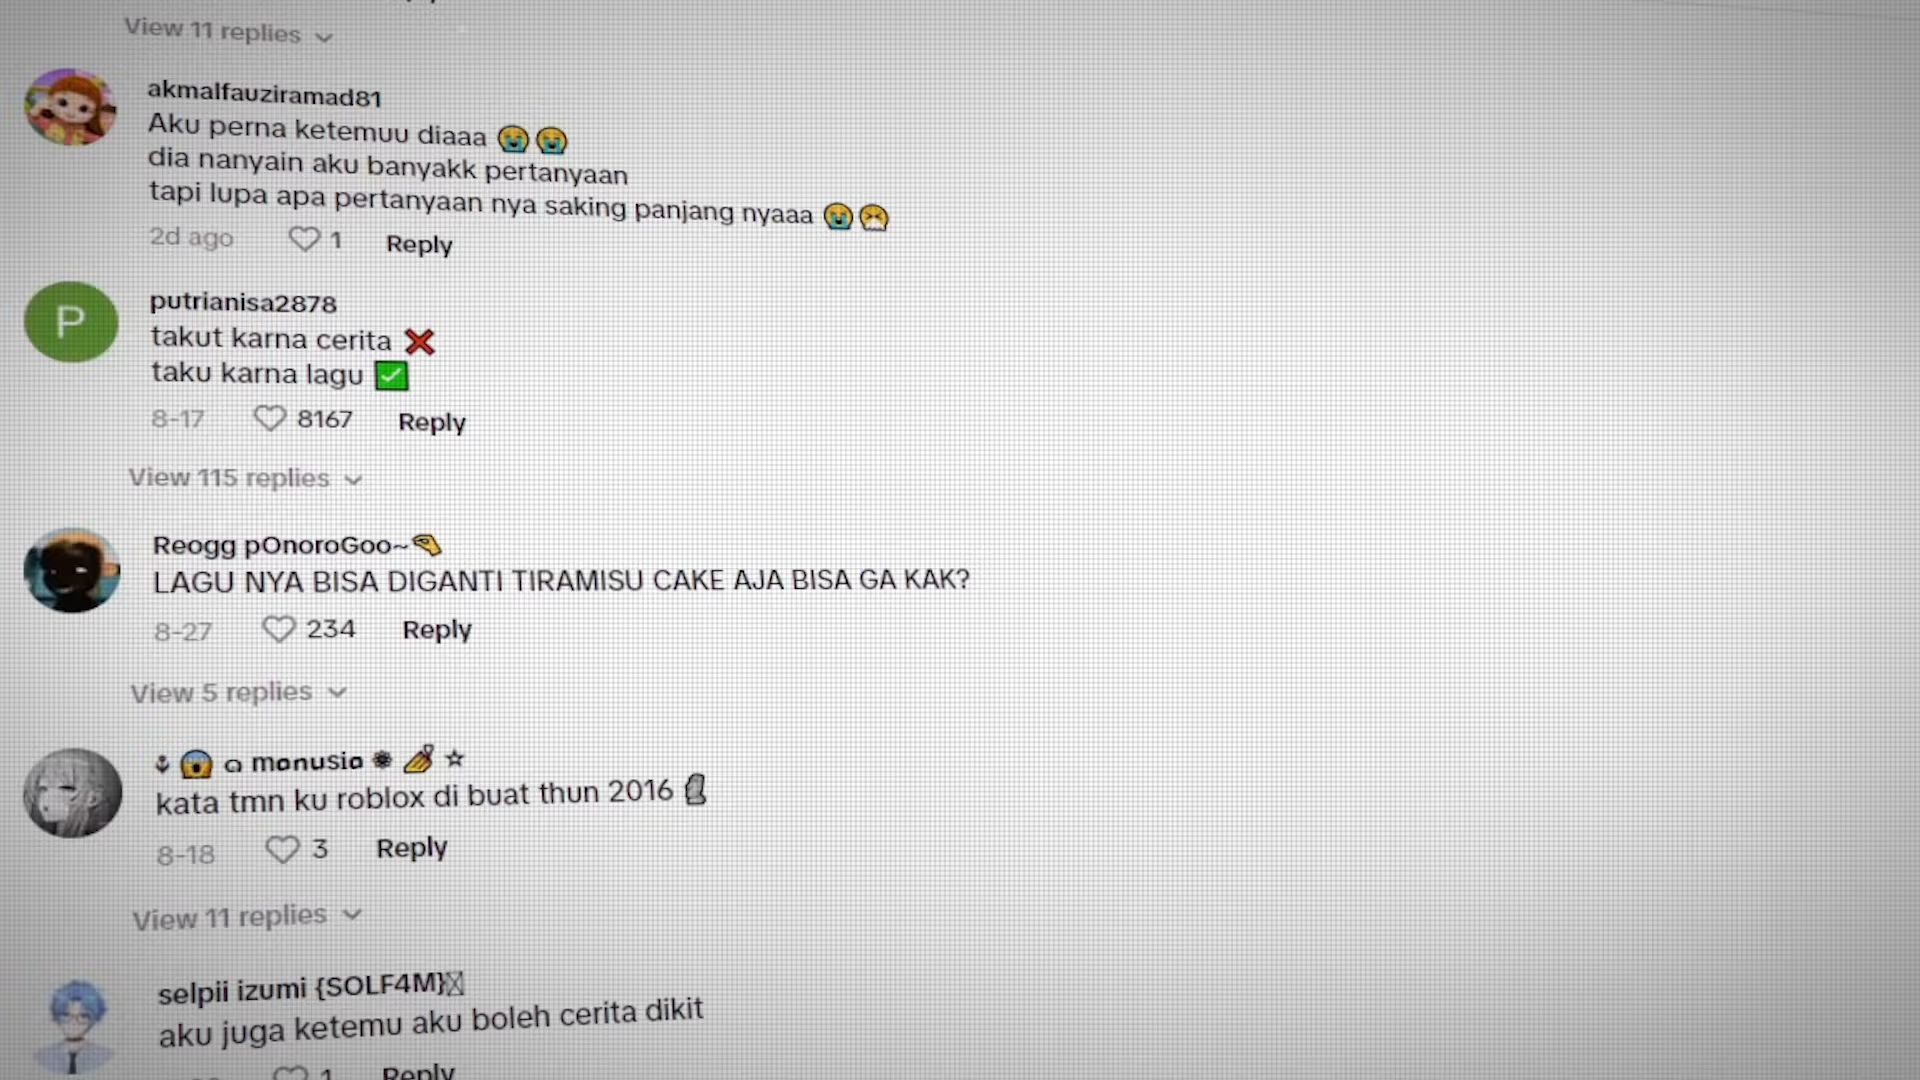 View 11 replies
akmalfauziramad81
Aku perna ketemuu diaaa 😭😭
dia nanyain aku banyakk pertanyaan
tapi lupa apa pertanyaan nya saking panjang nyaaa 😭😷
2d ago 1 Reply
P
putrianisa2878
takut karna cerita ❌
taku karna lagu ✅
8-17 8167 Reply
View 115 replies
Reogg pOnoroGoo~🤏
LAGU NYA BISA DIGANTI TIRAMISU CAKE AJA BISA GA KAK?
8-27 234 Reply
View 5 replies
⚓😱 a manusia ❁ 💅 ☆
kata tmn ku roblox di buat thun 2016 🗿
8-18 3 Reply
View 11 replies
selpii izumi {SOLF4M}
aku juga ketemu aku boleh cerita dikit
1 Reply